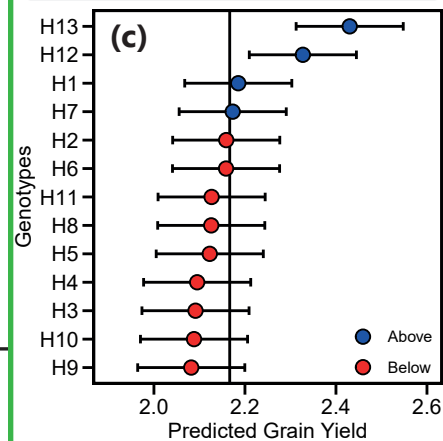 (c)
Genotypes
H13
H12
H1
H7
H2
H6
H11
H8
H5
H4
H3
H10
H9
Above
Below
2.0 2.2 2.4 2.6
Predicted Grain Yield